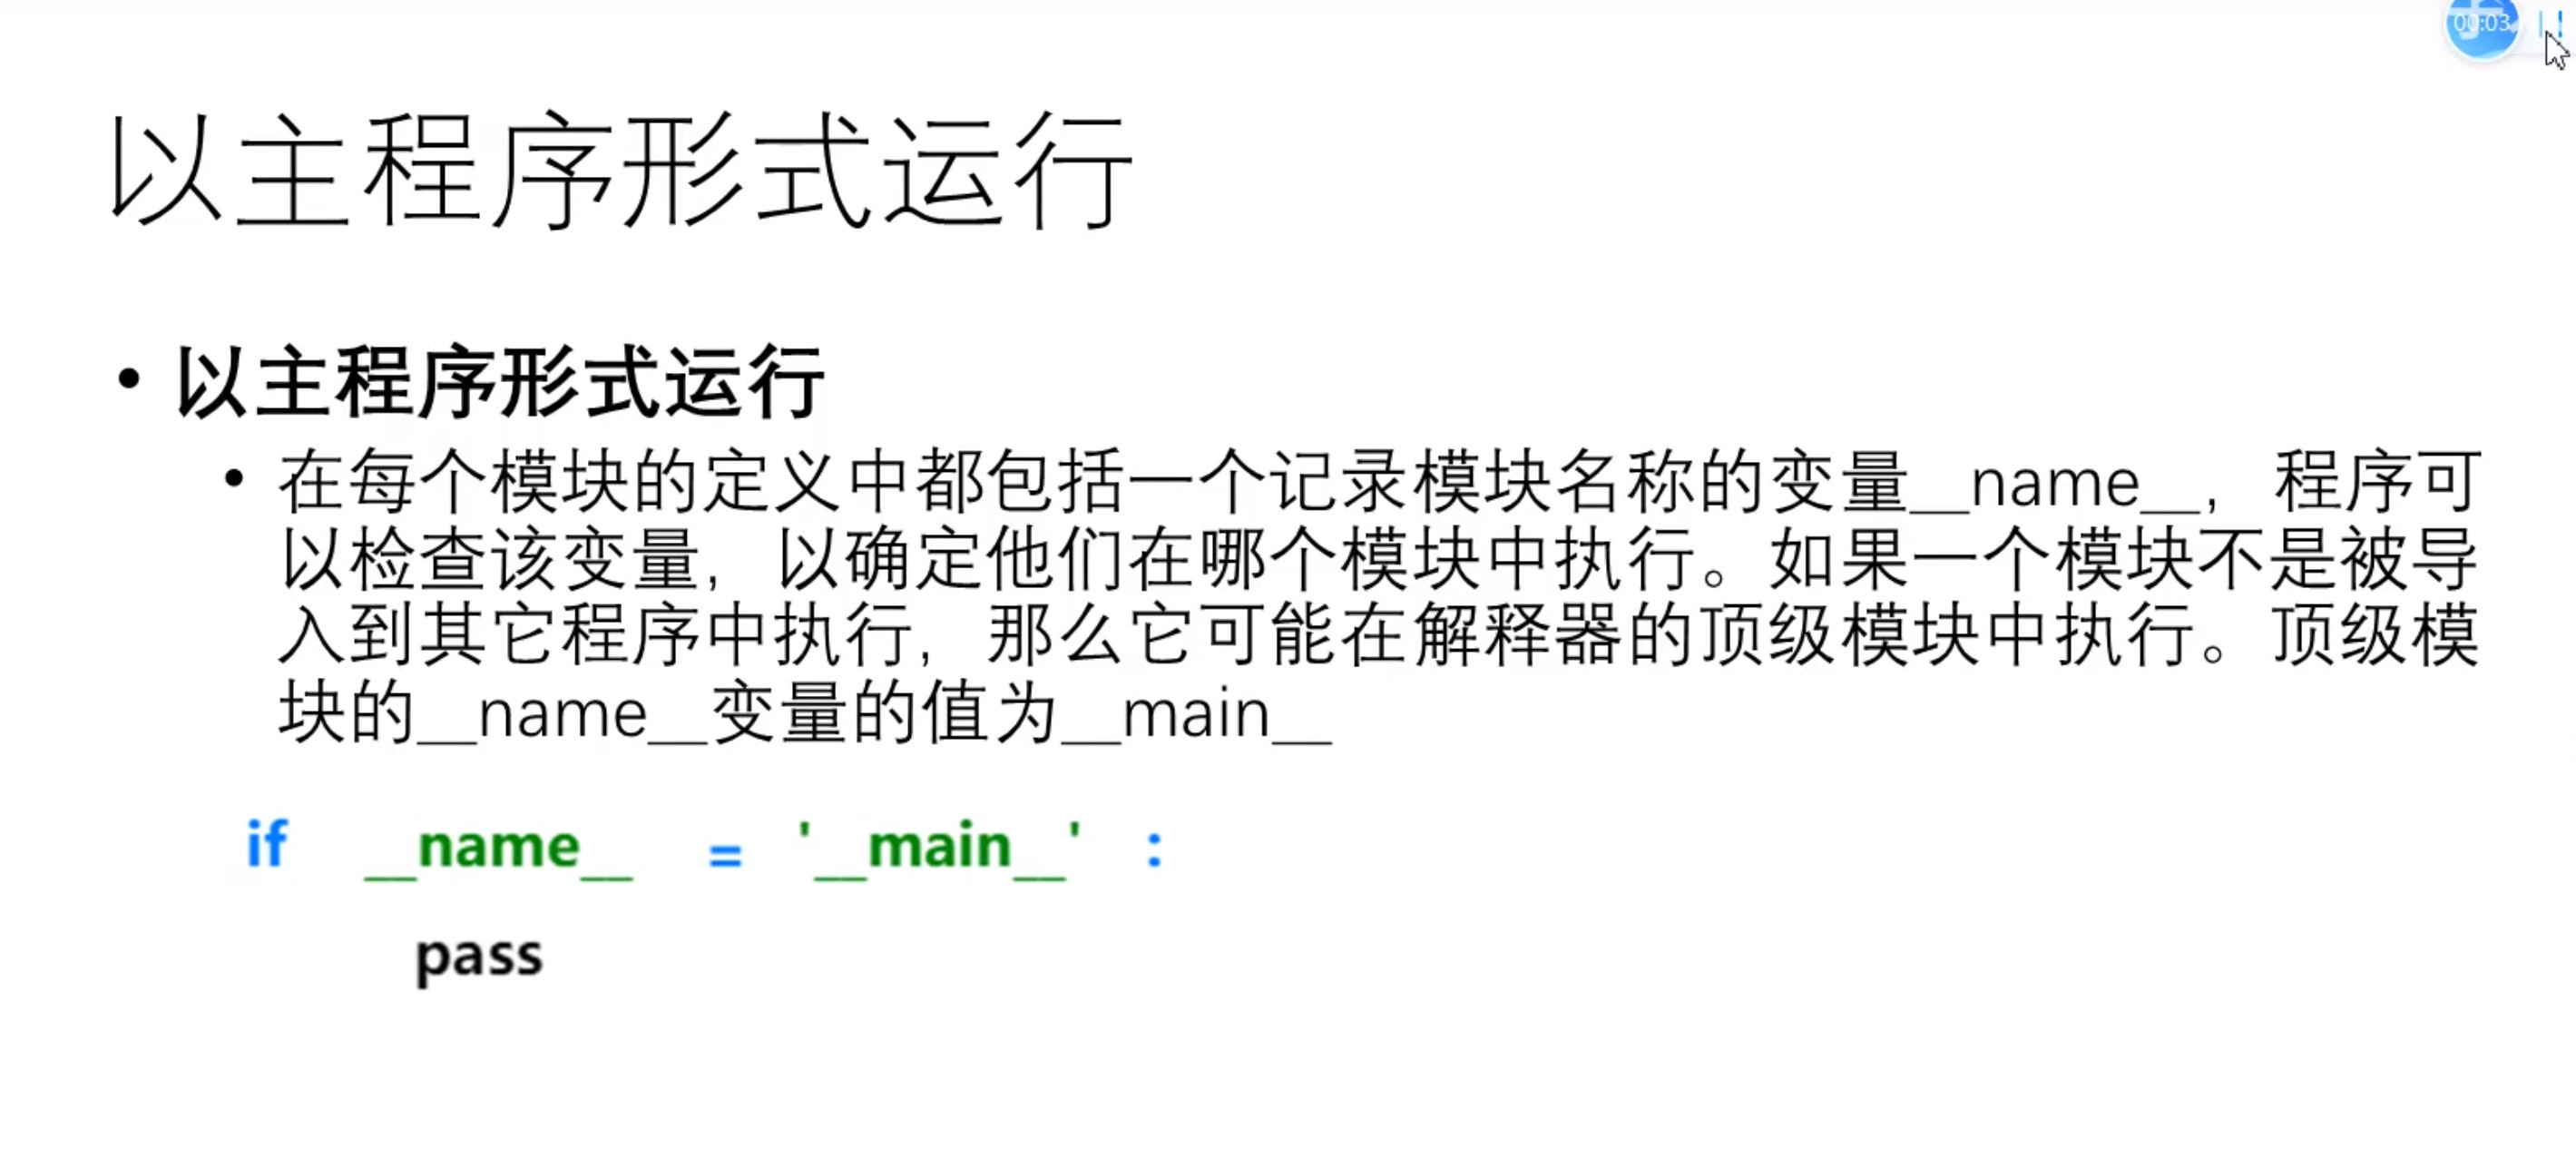 00:03
以主程序形式运行
• 以主程序形式运行
• 在每个模块的定义中都包括一个记录模块名称的变量__name__，程序可
以检查该变量，以确定他们在哪个模块中执行。如果一个模块不是被导
入到其它程序中执行，那么它可能在解释器的顶级模块中执行。顶级模
块的__name__变量的值为__main__
if __name__ = '__main__' :
pass